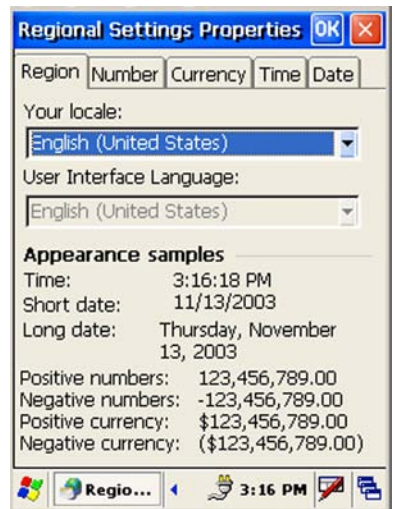 Regional Settings Properties OK
Region Number Currency Time Date
Your locale:
English (United States)
User Interface Language:
English (United States)
Appearance samples
Time: 3:16:18 PM
Short date: 11/13/2003
Long date: Thursday, November
13, 2003
Positive numbers: 123,456,789.00
Negative numbers: -123,456,789.00
Positive currency: $123,456,789.00
Negative currency: ($123,456,789.00)
Regio... 3:16 PM